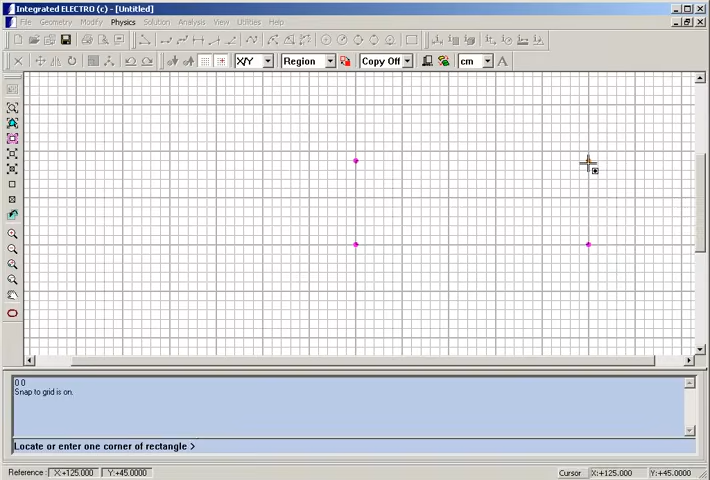 Integrated ELECTRO (c) - [Untitled]
File Geometry Modify Physics Solution Analysis View Utilities Help
X/Y Region Copy Off cm A
0 0
Snap to grid is on.
Locate or enter one corner of rectangle >
Reference : X:+125.000 Y:+45.0000 Cursor X:+125.000 Y:+45.0000